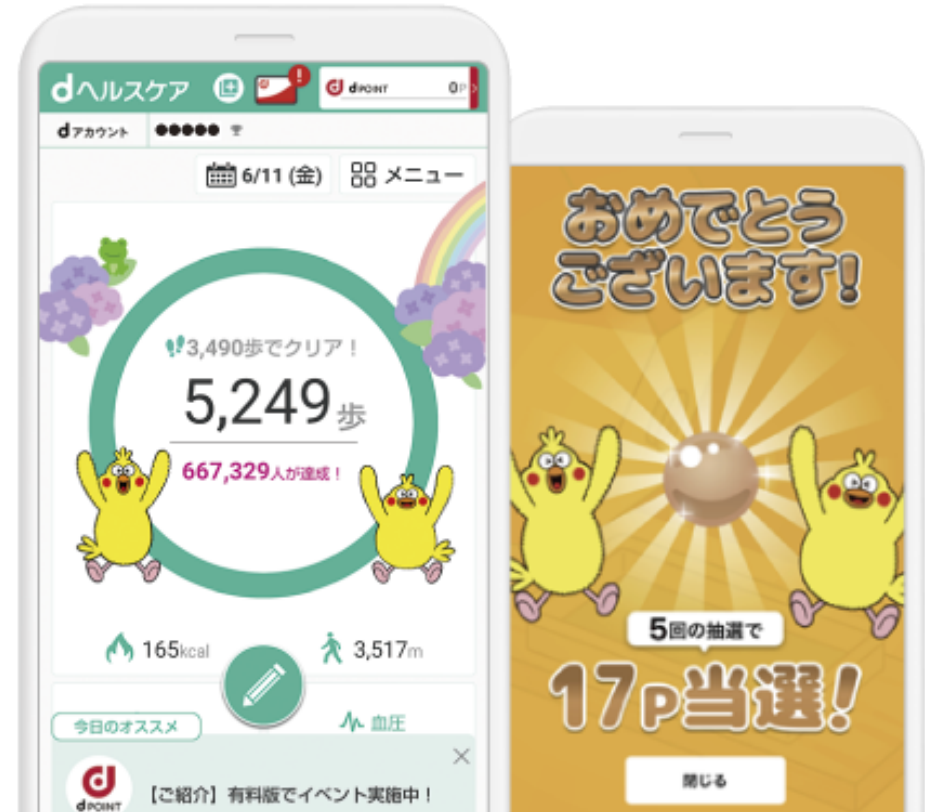 dヘルスケア
d POINT
0P
dアカウント
●●●●●
6/11 (金)
メニュー
3,490歩でクリア！
5,249歩
667,329人が達成！
165kcal
3,517m
今日のオススメ
血圧
d POINT
【ご紹介】有料版でイベント実施中！
おめでとう
ございます!
5回の抽選で
17P当選!
閉じる